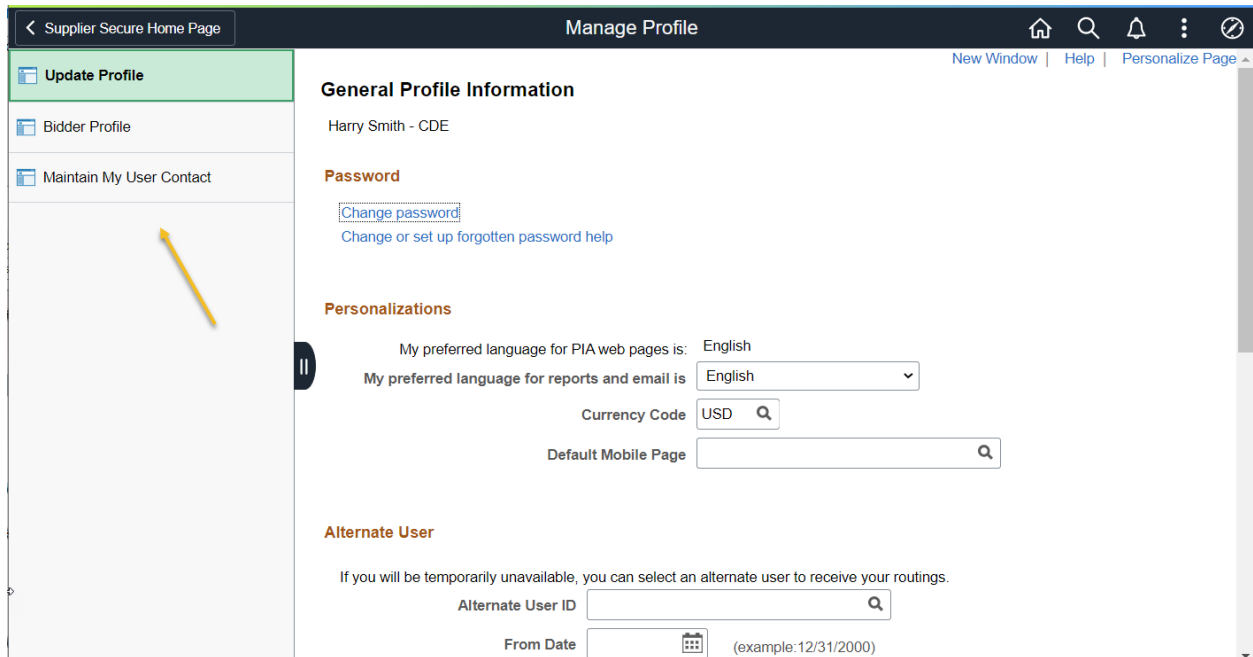 Supplier Secure Home Page
Manage Profile
New Window | Help | Personalize Page
Update Profile
Bidder Profile
Maintain My User Contact
General Profile Information
Harry Smith - CDE
Password
Change password
Change or set up forgotten password help
Personalizations
My preferred language for PIA web pages is: English
My preferred language for reports and email is English
Currency Code USD
Default Mobile Page
Alternate User
If you will be temporarily unavailable, you can select an alternate user to receive your routings.
Alternate User ID
From Date (example:12/31/2000)